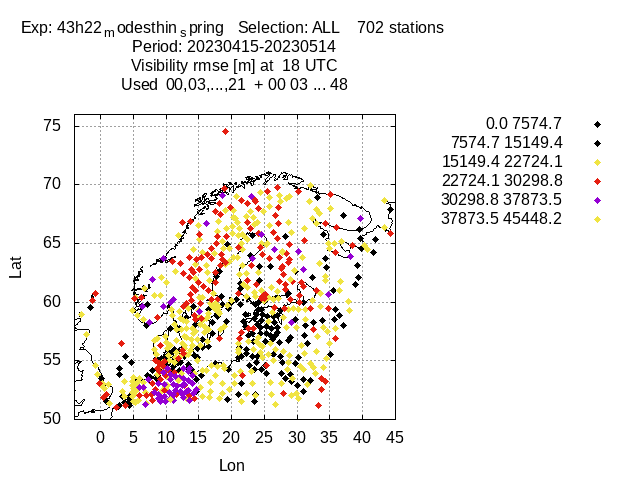 Exp: 43h22modesthinspring   Selection: ALL    702 stations
Period: 20230415-20230514
Visibility rmse [m] at  18 UTC
Used  00,03,...,21  + 00 03 ... 48
0.0 7574.7
7574.7 15149.4
15149.4 22724.1
22724.1 30298.8
30298.8 37873.5
37873.5 45448.2
75
70
65
60
55
50
Lat
0 5 10 15 20 25 30 35 40 45
Lon